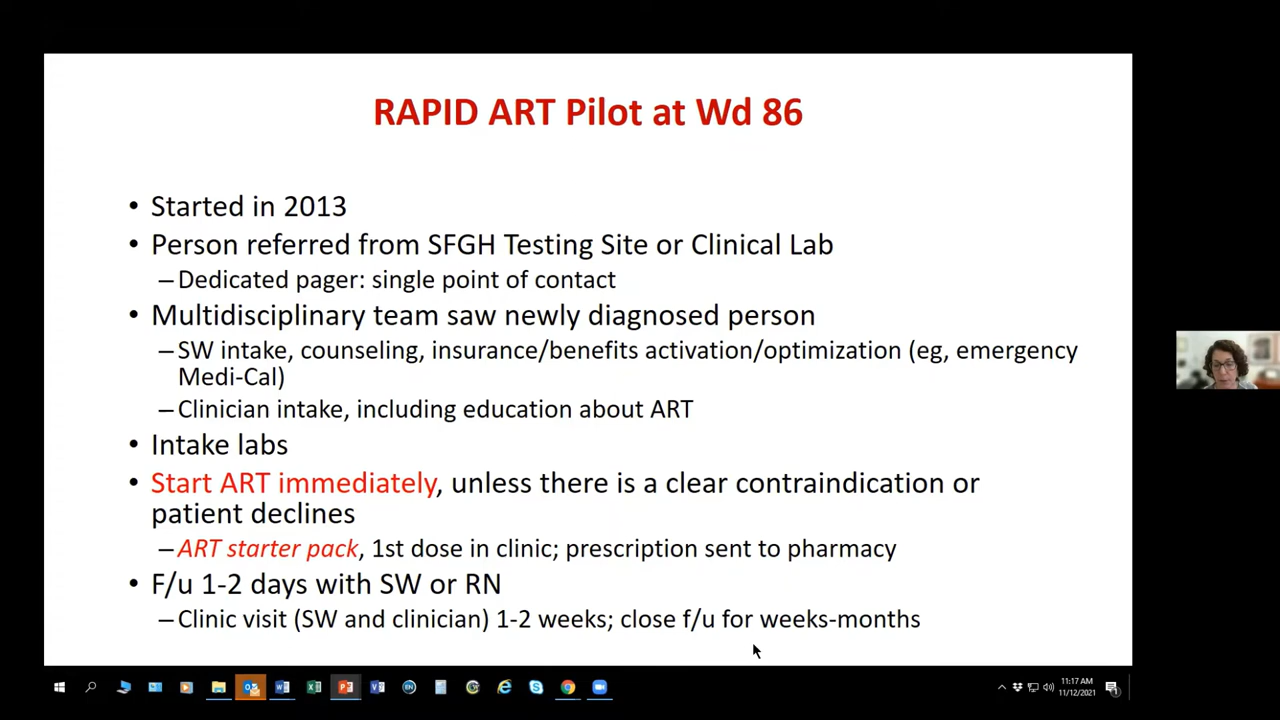 RAPID ART Pilot at Wd 86
• Started in 2013
• Person referred from SFGH Testing Site or Clinical Lab
–Dedicated pager: single point of contact
• Multidisciplinary team saw newly diagnosed person
–SW intake, counseling, insurance/benefits activation/optimization (eg, emergency
Medi-Cal)
–Clinician intake, including education about ART
• Intake labs
• Start ART immediately, unless there is a clear contraindication or
patient declines
–ART starter pack, 1st dose in clinic; prescription sent to pharmacy
• F/u 1-2 days with SW or RN
–Clinic visit (SW and clinician) 1-2 weeks; close f/u for weeks-months
11:17 AM
11/12/2021